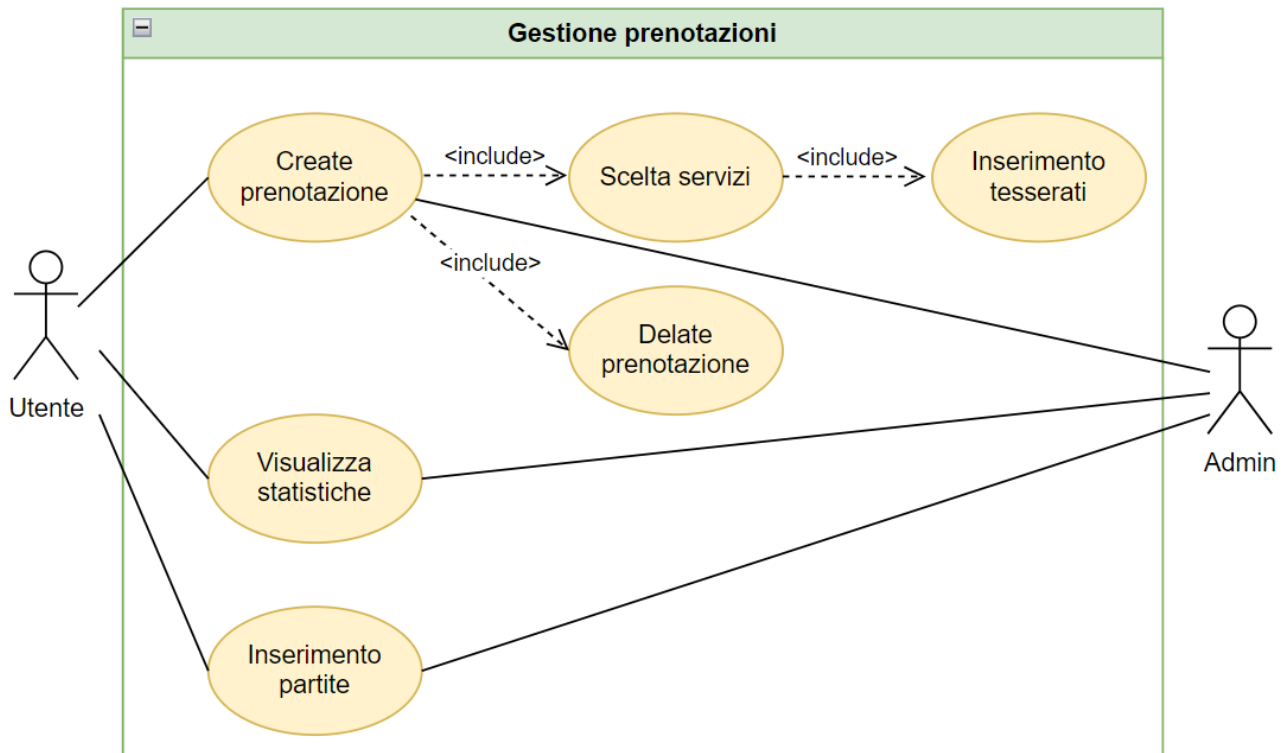 Gestione prenotazioni
Create
prenotazione
<include>
Scelta servizi
<include>
Inserimento
tesserati
<include>
Delate
prenotazione
Utente
Admin
Visualizza
statistiche
Inserimento
partite